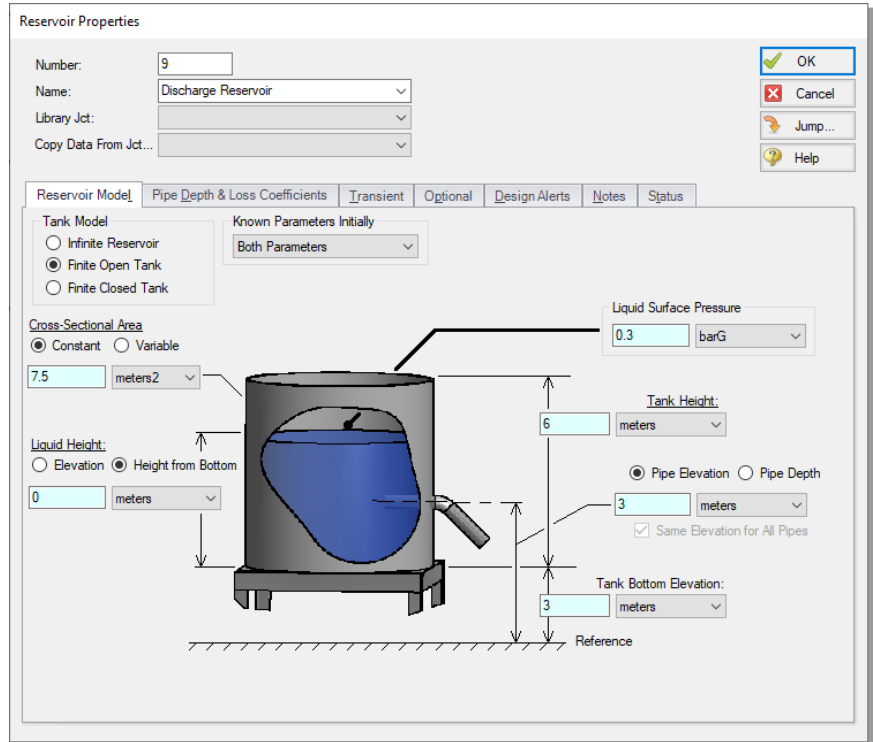 Reservoir Properties
Number: 9
Name: Discharge Reservoir
Library Jct:
Copy Data From Jct...
OK
Cancel
Jump...
Help
Reservoir Model Pipe Depth & Loss Coefficients Transient Optional Design Alerts Notes Status
Tank Model
Infinite Reservoir
Finite Open Tank
Finite Closed Tank
Known Parameters Initially
Both Parameters
Liquid Surface Pressure
0.3 barG
Cross-Sectional Area
Constant Variable
7.5 meters2
Tank Height:
6 meters
Liquid Height:
Elevation Height from Bottom
0 meters
Pipe Elevation Pipe Depth
3 meters
Same Elevation for All Pipes
Tank Bottom Elevation:
3 meters
Reference